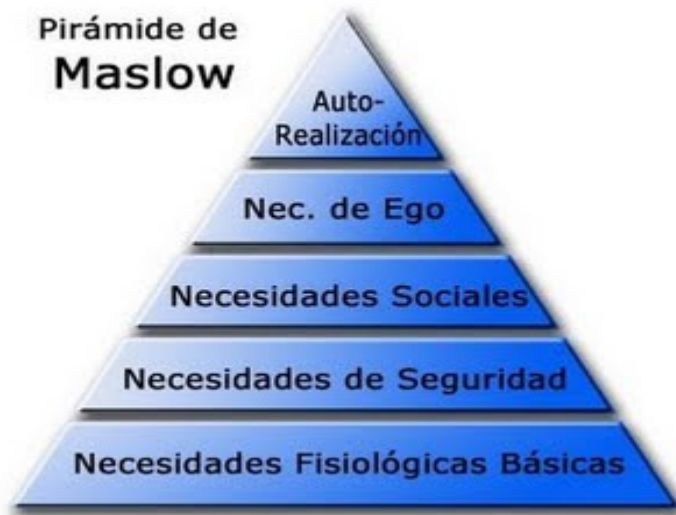 Pirámide de
Maslow
Auto-
Realización
Nec. de Ego
Necesidades Sociales
Necesidades de Seguridad
Necesidades Fisiológicas Básicas